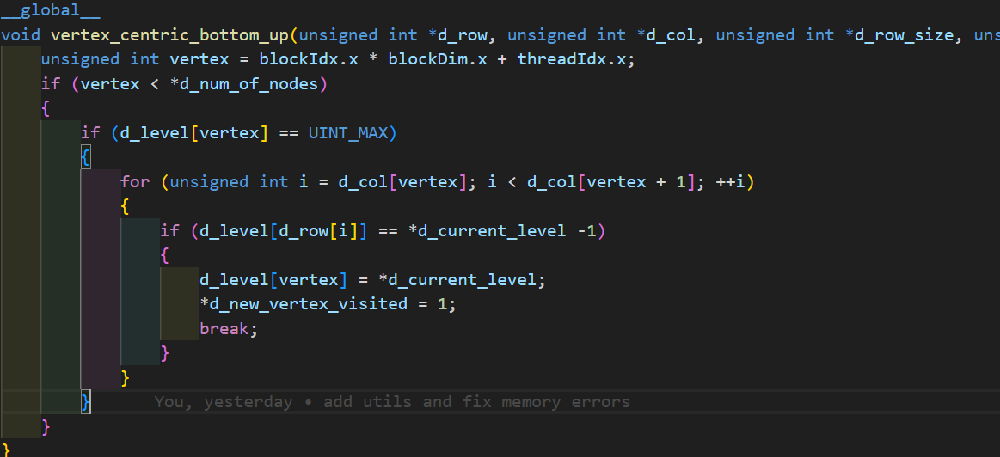 __global__
void vertex_centric_bottom_up(unsigned int *d_row, unsigned int *d_col, unsigned int *d_row_size, uns
    unsigned int vertex = blockIdx.x * blockDim.x + threadIdx.x;
    if (vertex < *d_num_of_nodes)
    {
        if (d_level[vertex] == UINT_MAX)
        {
            for (unsigned int i = d_col[vertex]; i < d_col[vertex + 1]; ++i)
            {
                if (d_level[d_row[i]] == *d_current_level -1)
                {
                    d_level[vertex] = *d_current_level;
                    *d_new_vertex_visited = 1;
                    break;
                }
            }
        }       You, yesterday • add utils and fix memory errors
    }
}